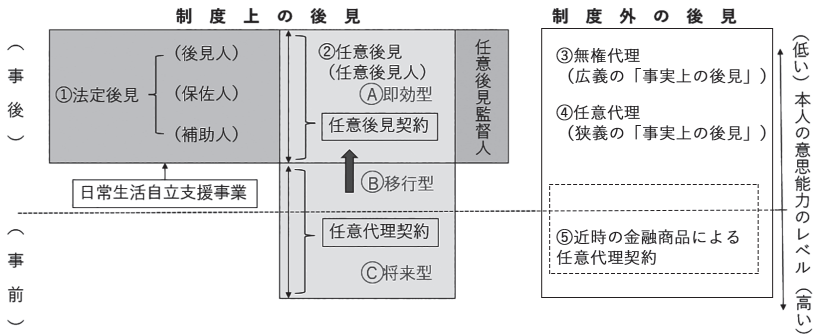 制度上の後見
制度外の後見
（事後）
①法定後見
（後見人）
（保佐人）
（補助人）
②任意後見
（任意後見人）
Ⓐ即効型
任意後見契約
任意後見監督人
日常生活自立支援事業
Ⓑ移行型
（事前）
任意代理契約
Ⓒ将来型
③無権代理
（広義の「事実上の後見」）
④任意代理
（狭義の「事実上の後見」）
⑤近時の金融商品による
任意代理契約
（低い）本人の意思能力のレベル（高い）